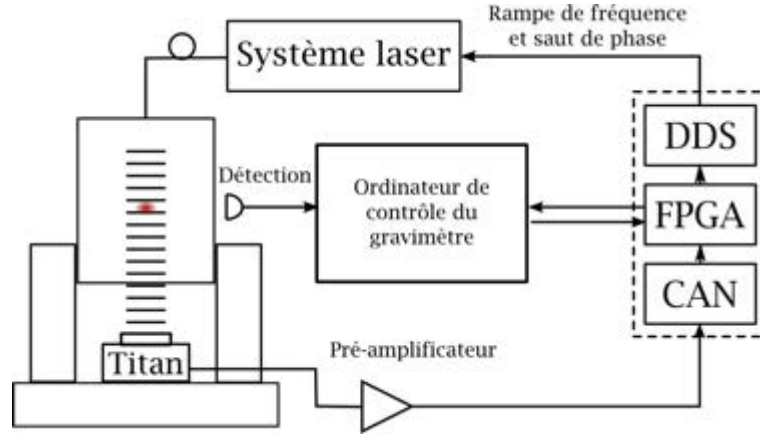 Rampe de fréquence
et saut de phase
Système laser
DDS
Détection
Ordinateur de
contrôle du
gravimètre
FPGA
CAN
Pré-amplificateur
Titan